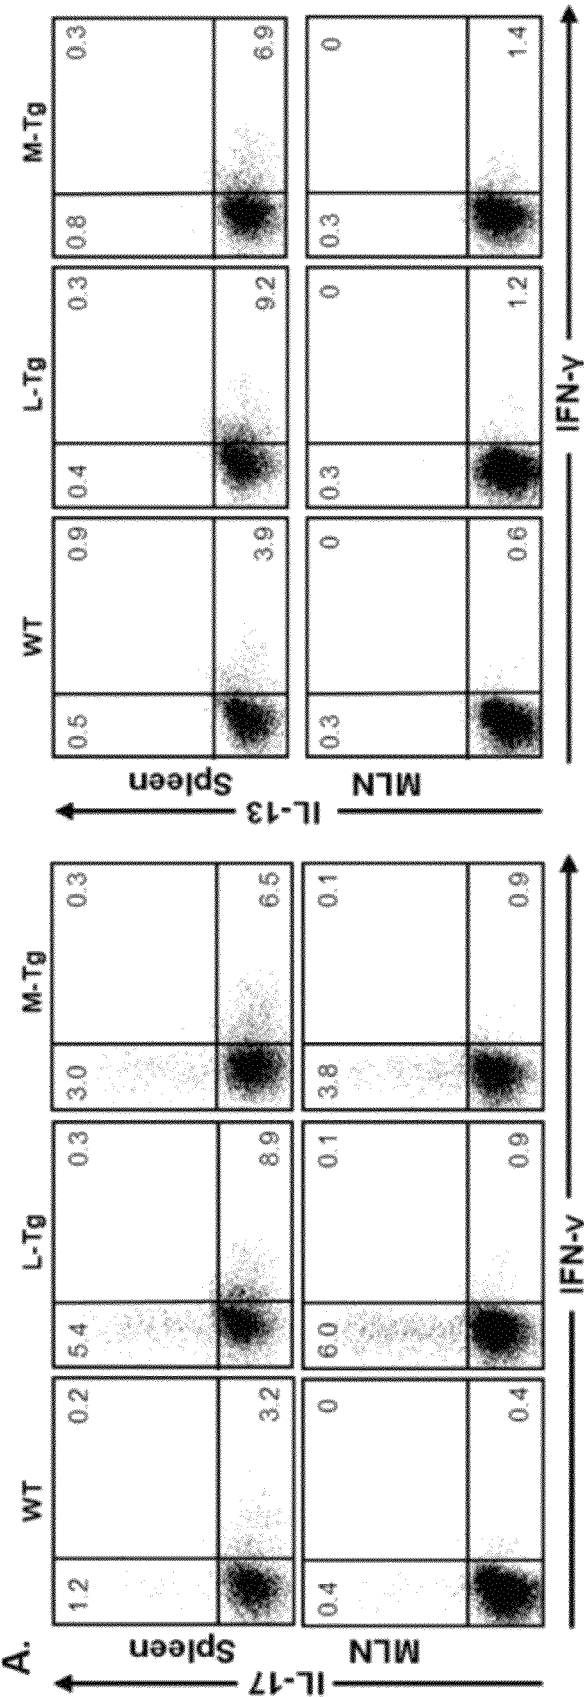 A.
WT L-Tg M-Tg
IL-17
Spleen
1.2 0.2 5.4 0.3 3.0 0.3
3.2 8.9 6.5
MLN
0.4 0 6.0 0.1 3.8 0.1
0.4 0.9 0.9
IFN-γ
WT L-Tg M-Tg
IL-13
Spleen
0.5 0.9 0.4 0.3 0.8 0.3
3.9 9.2 6.9
MLN
0.3 0 0.3 0 0.3 0
0.6 1.2 1.4
IFN-γ